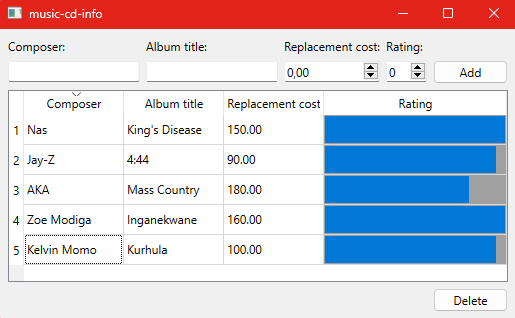 music-cd-info
Composer: Album title: Replacement cost: Rating:
0,00 0 Add
Composer Album title Replacement cost Rating
1 Nas King's Disease 150.00
2 Jay-Z 4:44 90.00
3 AKA Mass Country 180.00
4 Zoe Modiga Inganekwane 160.00
5 Kelvin Momo Kurhula 100.00
Delete